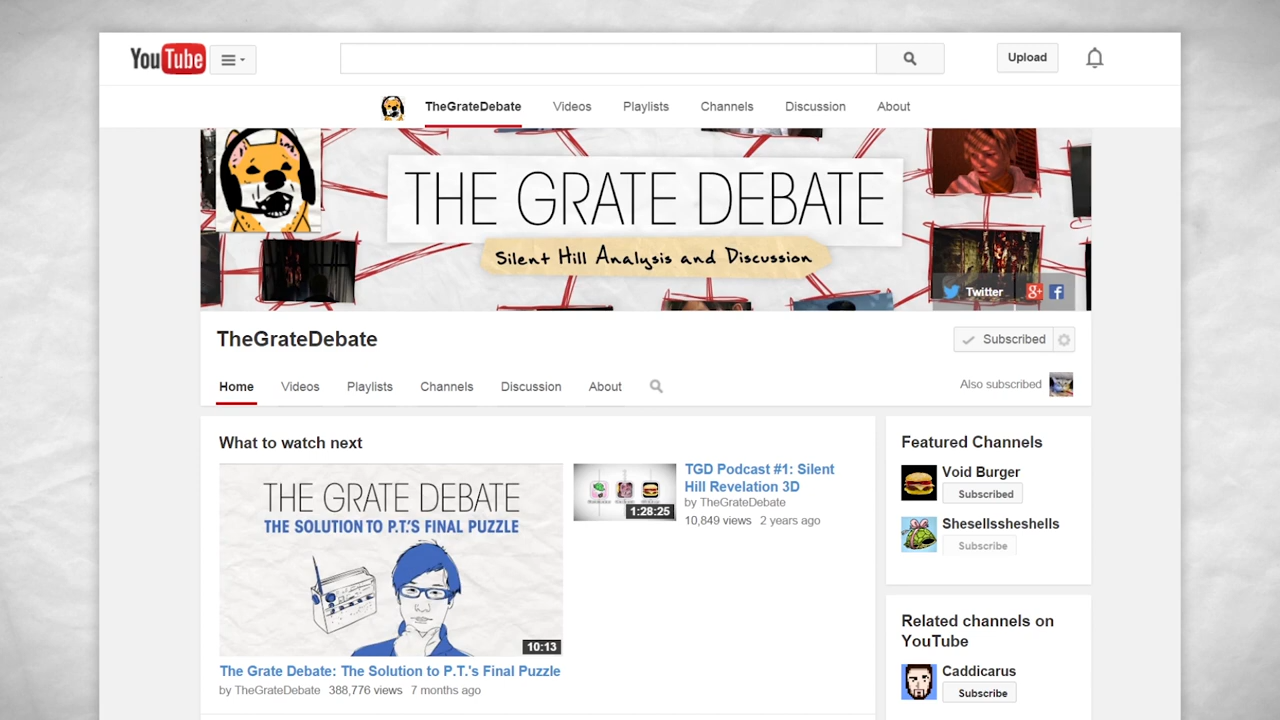 YouTube
Upload
TheGrateDebate Videos Playlists Channels Discussion About
THE GRATE DEBATE
Silent Hill Analysis and Discussion
Twitter
g+ f
TheGrateDebate
Subscribed
Home Videos Playlists Channels Discussion About
Also subscribed
What to watch next
THE GRATE DEBATE
THE SOLUTION TO P.T.'S FINAL PUZZLE
10:13
The Grate Debate: The Solution to P.T.'s Final Puzzle
by TheGrateDebate 388,776 views 7 months ago
1:28:25
TGD Podcast #1: Silent
Hill Revelation 3D
by TheGrateDebate
10,849 views 2 years ago
Featured Channels
Void Burger
Subscribed
Shesellssheshells
Subscribe
Related channels on
YouTube
Caddicarus
Subscribe